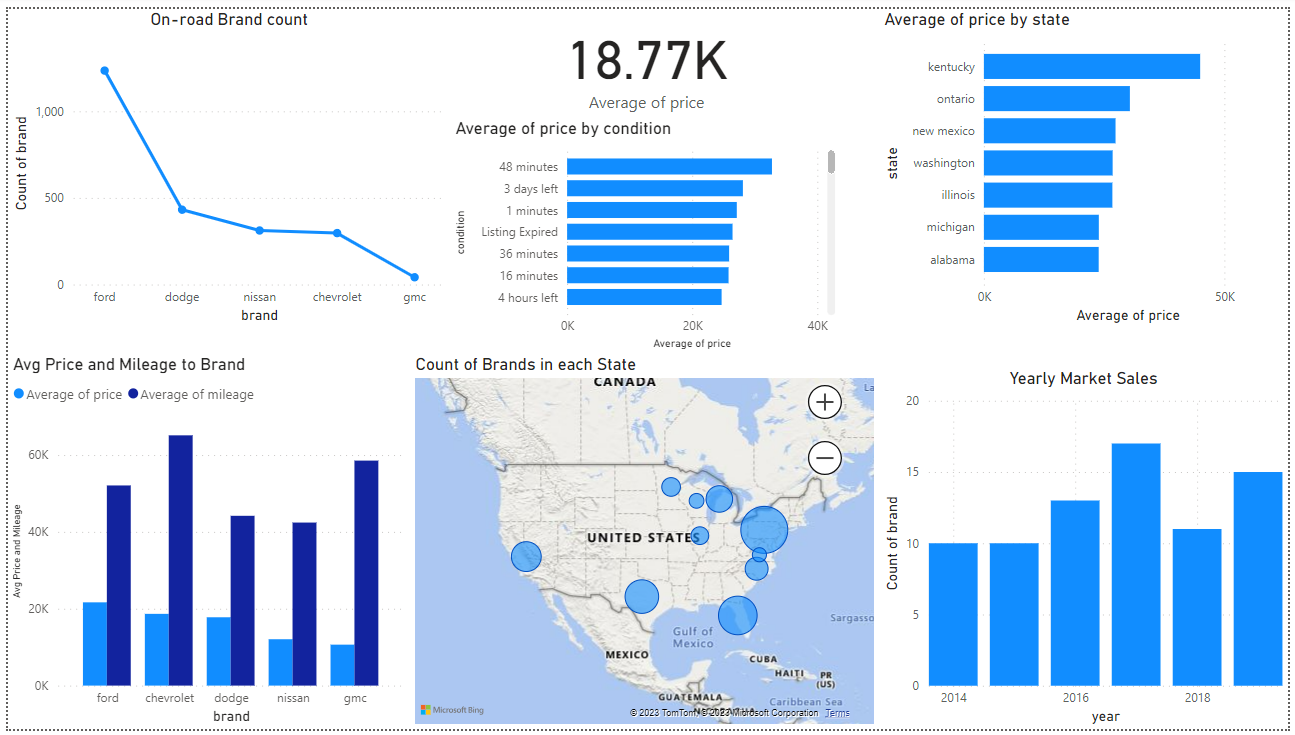 On-road Brand count
Count of brand
1,000
500
0
ford dodge nissan chevrolet gmc
brand
18.77K
Average of price
Average of price by condition
condition
48 minutes
3 days left
1 minutes
Listing Expired
36 minutes
16 minutes
4 hours left
0K 20K 40K
Average of price
Average of price by state
state
kentucky
ontario
new mexico
washington
illinois
michigan
alabama
0K 50K
Average of price
Avg Price and Mileage to Brand
Average of price Average of mileage
Avg Price and Mileage
60K
40K
20K
0K
ford chevrolet dodge nissan gmc
brand
Count of Brands in each State
CANADA
La
+
−
UNITED STATES
Sargasso
Gulf of
Mexico
MEXICO
CUBA
HAITI
PR
(US)
GUATEMALA
Caribbean Sea
Microsoft Bing
© 2023 TomTom, © 2023 Microsoft Corporation Terms
Yearly Market Sales
Count of brand
20
15
10
5
0
2014 2016 2018
year